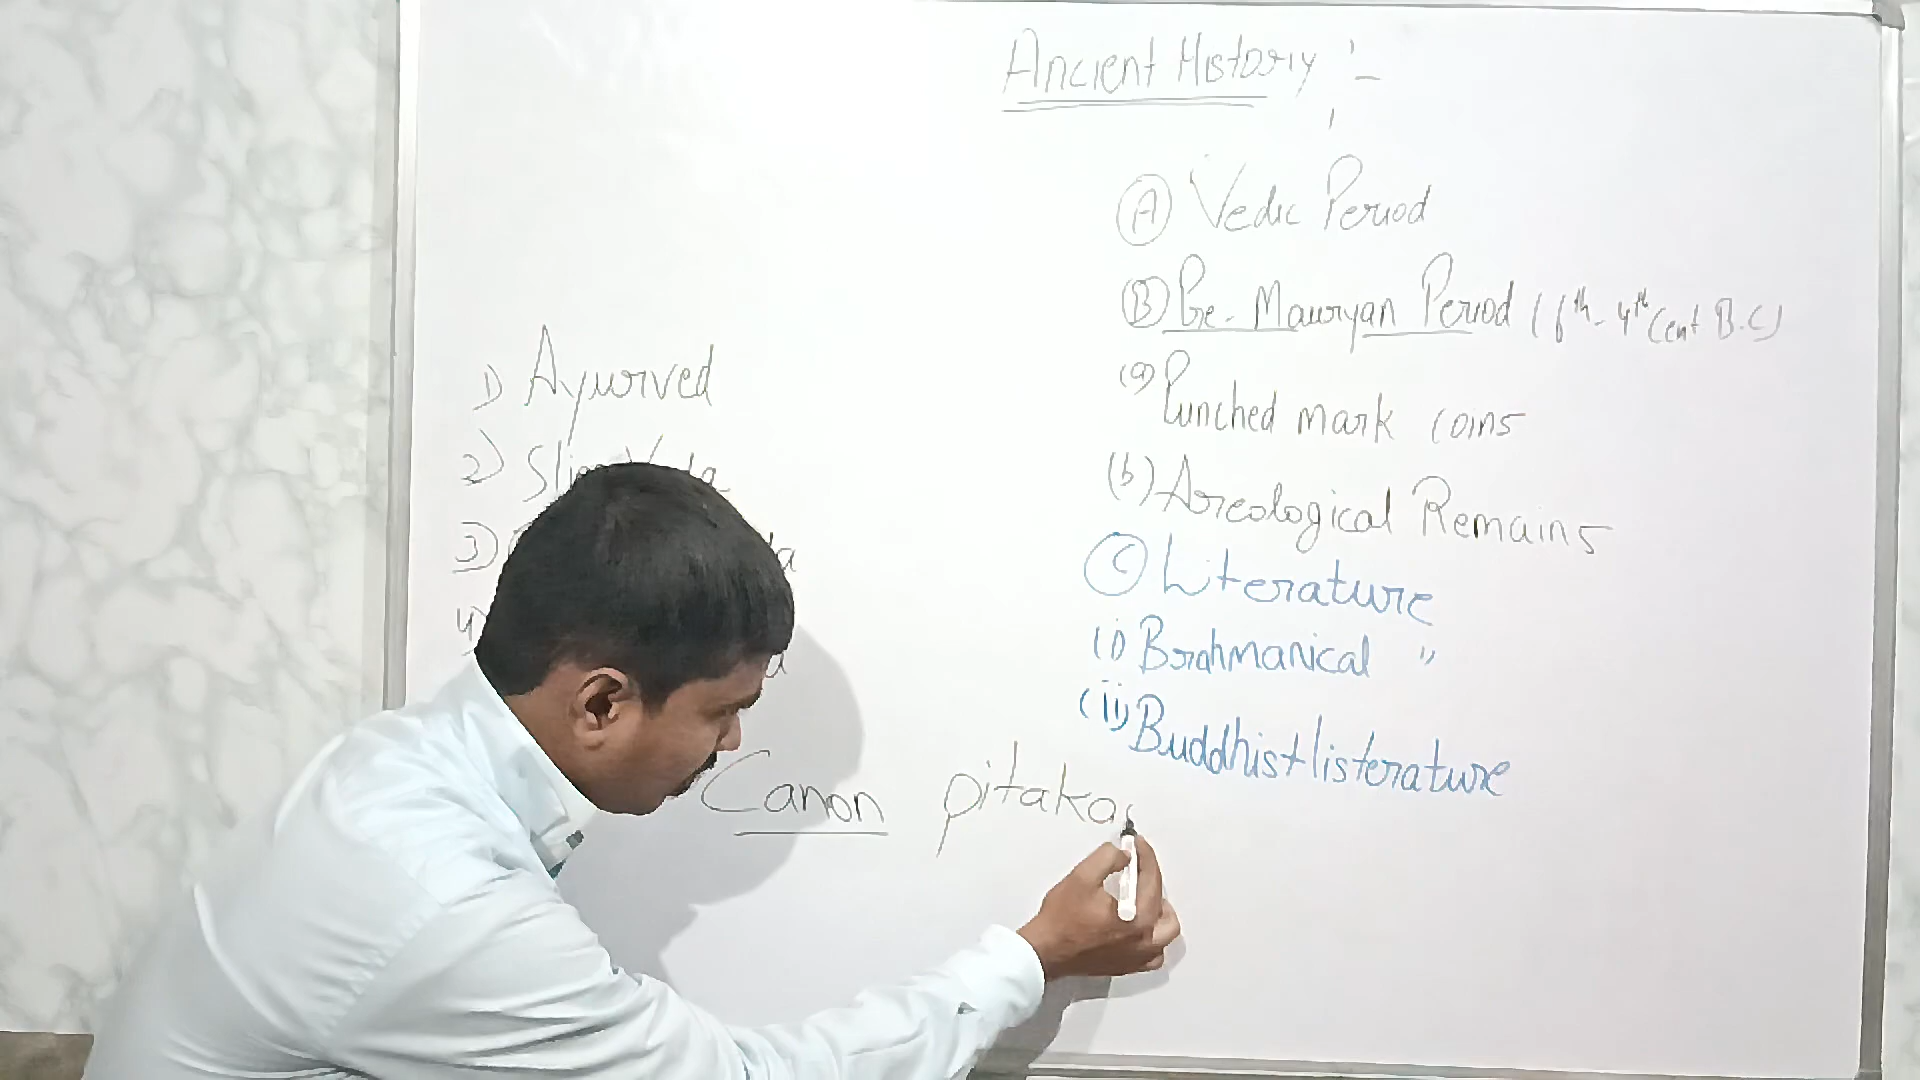 Ancient History :-
(A) Vedic Period
(B) Pre-Mauryan Period (6th-4th Cent B.C)
(a) Punched mark coins
(b) Areological Remains
(C) Literature
(i) Brahmanical "
(ii) Buddhist listerature
1) Ayurved
2)
3)
4)
Canon pitakas